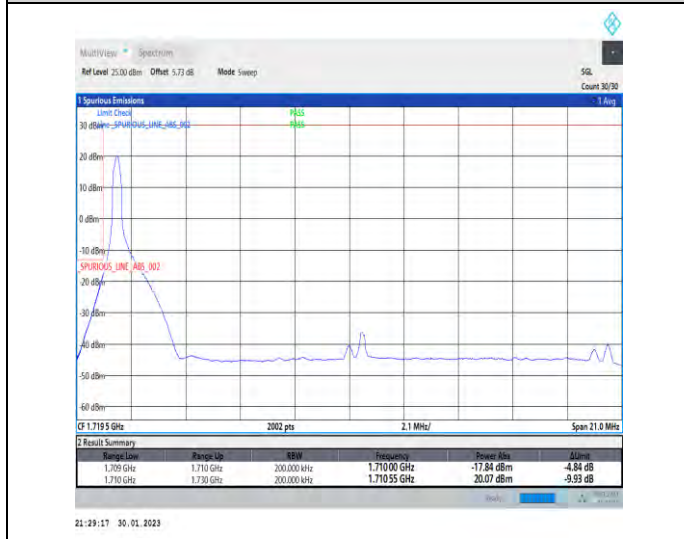 MultiView Spectrum
Ref Level 25.00 dBm Offset 5.73 dB Mode Sweep SGL
Count 30/30
1 Spurious Emissions 1 Avg
Limit Check PASS
30 dBm Line _SPURIOUS_LINE_ABS_002 PASS
20 dBm
10 dBm
0 dBm
-10 dBm
_SPURIOUS_LINE_ABS_002
-20 dBm
-30 dBm
-40 dBm
-50 dBm
-60 dBm
CF 1.7195 GHz 2002 pts 2.1 MHz/ Span 21.0 MHz
2 Result Summary
Range Low Range Up RBW Frequency Power Abs ΔLimit
1.709 GHz 1.710 GHz 200.000 kHz 1.71000 GHz -17.84 dBm -4.84 dB
1.710 GHz 1.730 GHz 200.000 kHz 1.71055 GHz 20.07 dBm -9.93 dB
21:29:17 30.01.2023